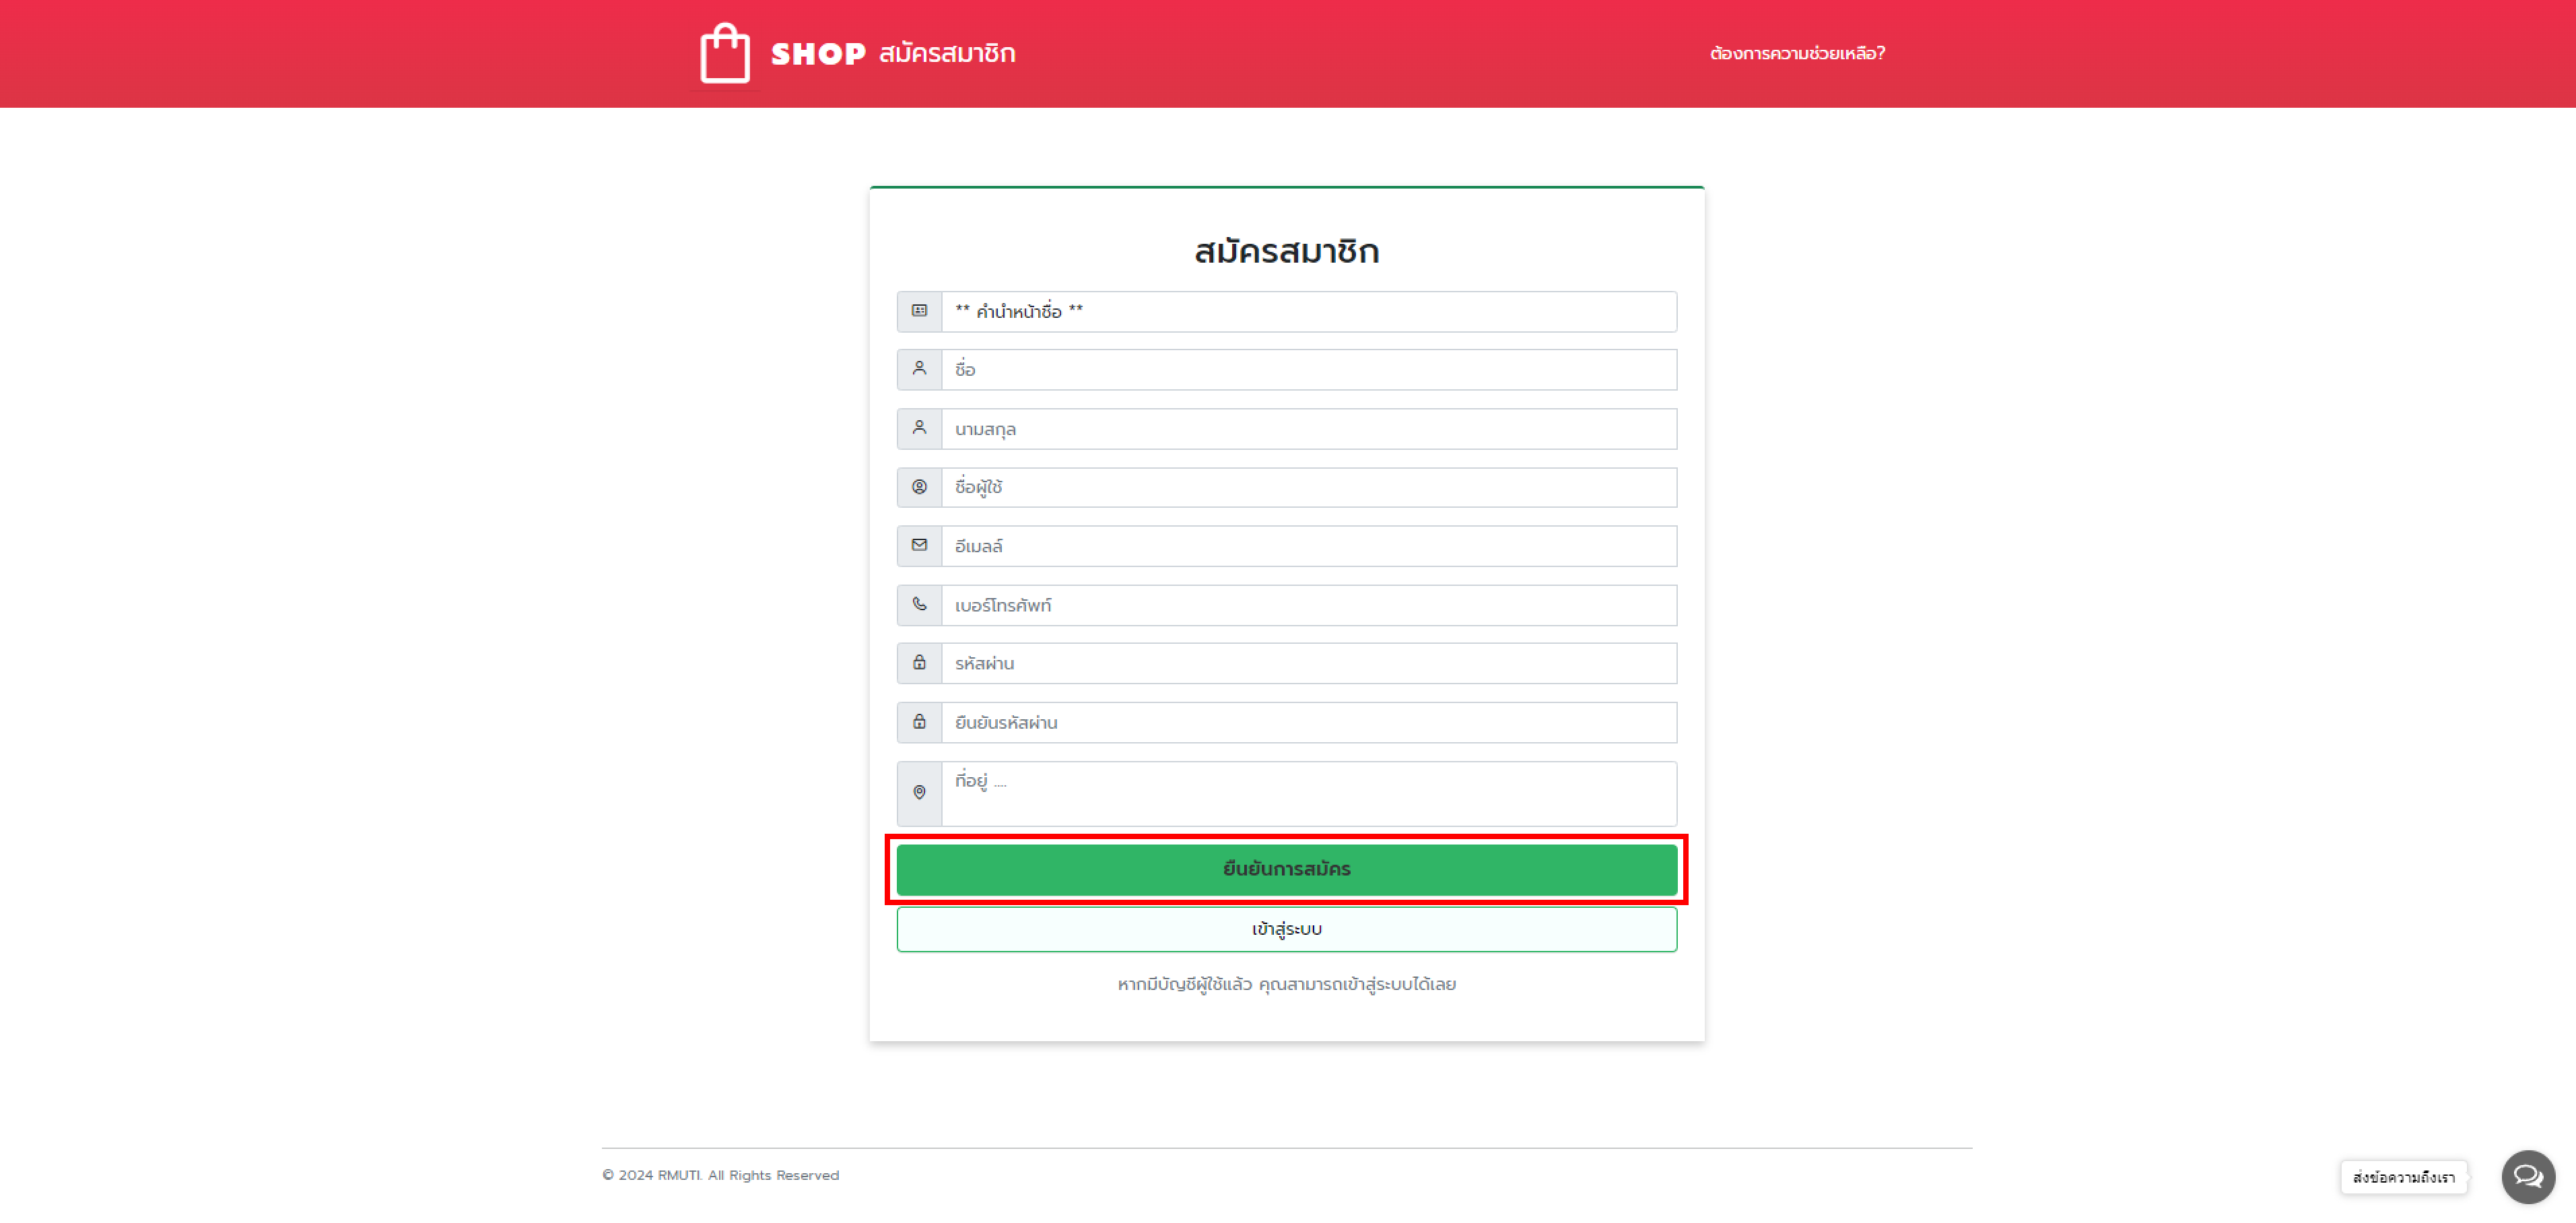 SHOP สมัครสมาชิก
ต้องการความช่วยเหลือ?
สมัครสมาชิก
** คำนำหน้าชื่อ **
ชื่อ
นามสกุล
ชื่อผู้ใช้
อีเมลล์
เบอร์โทรศัพท์
รหัสผ่าน
ยืนยันรหัสผ่าน
ที่อยู่ ....
ยืนยันการสมัคร
เข้าสู่ระบบ
หากมีบัญชีผู้ใช้แล้ว คุณสามารถเข้าสู่ระบบได้เลย
© 2024 RMUTI. All Rights Reserved
ส่งข้อความถึงเรา